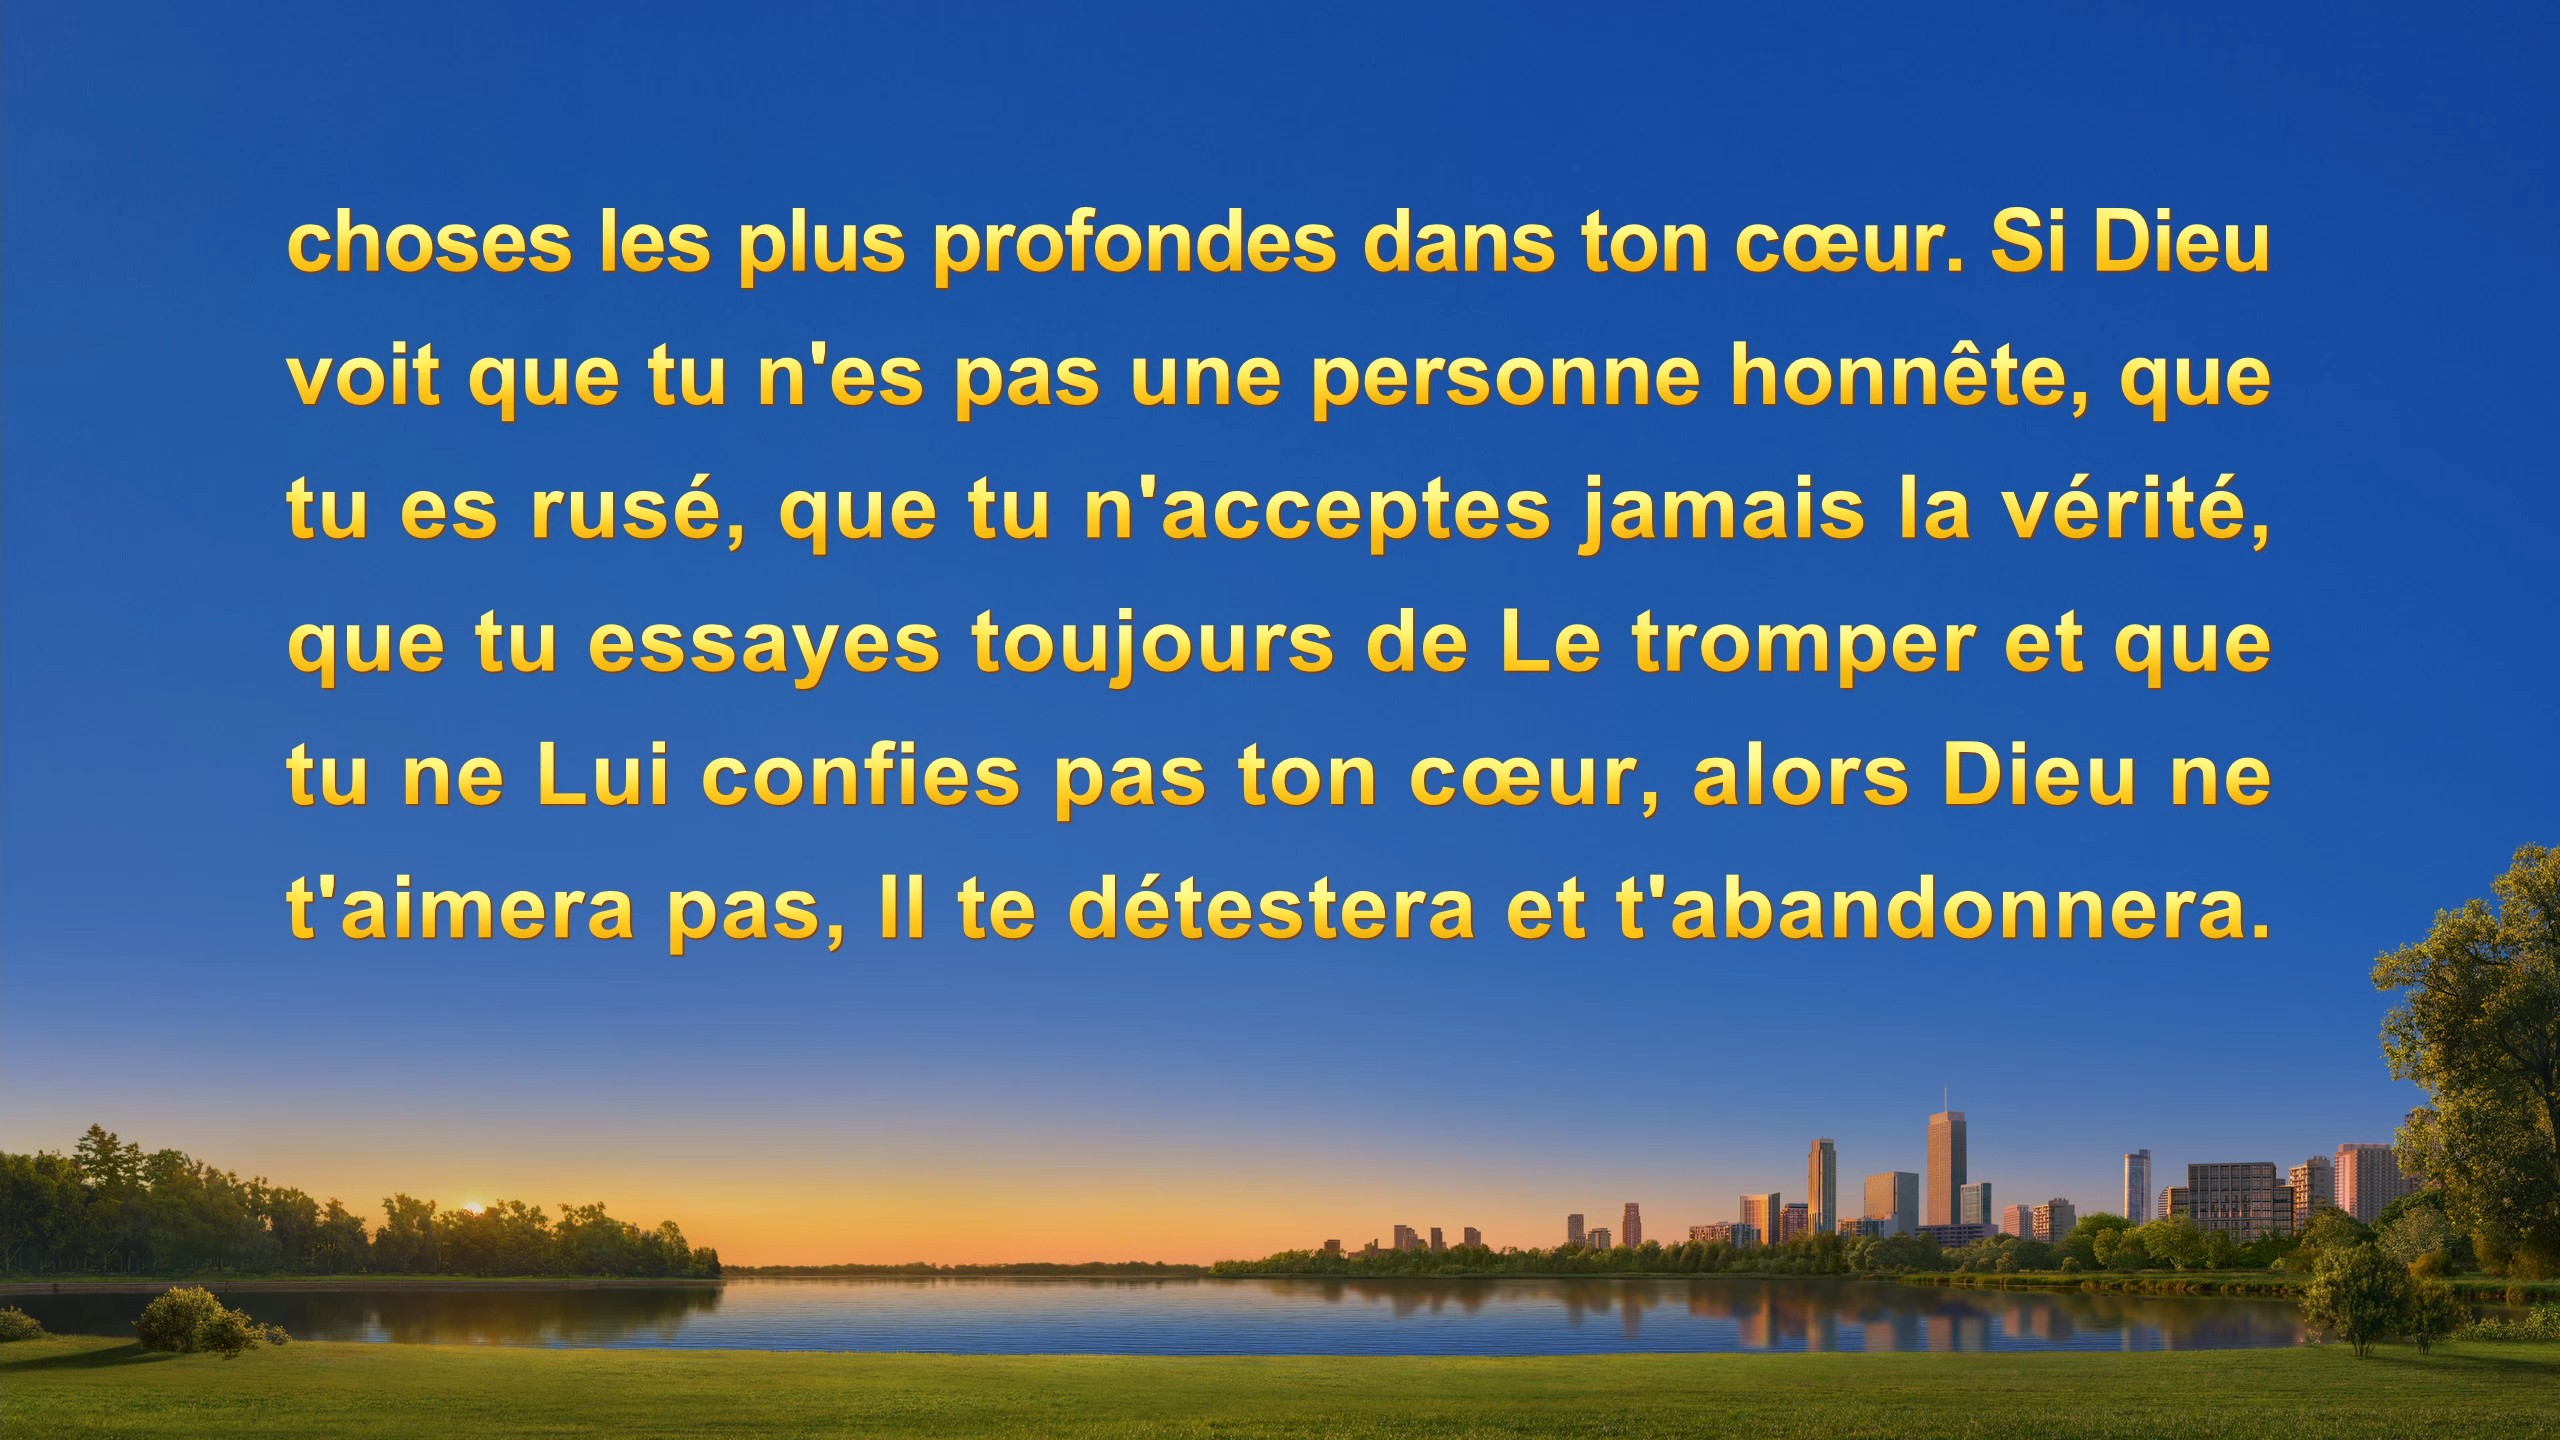 choses les plus profondes dans ton cœur. Si Dieu
voit que tu n'es pas une personne honnête, que
tu es rusé, que tu n'acceptes jamais la vérité,
que tu essayes toujours de Le tromper et que
tu ne Lui confies pas ton cœur, alors Dieu ne
t'aimera pas, Il te détestera et t'abandonnera.